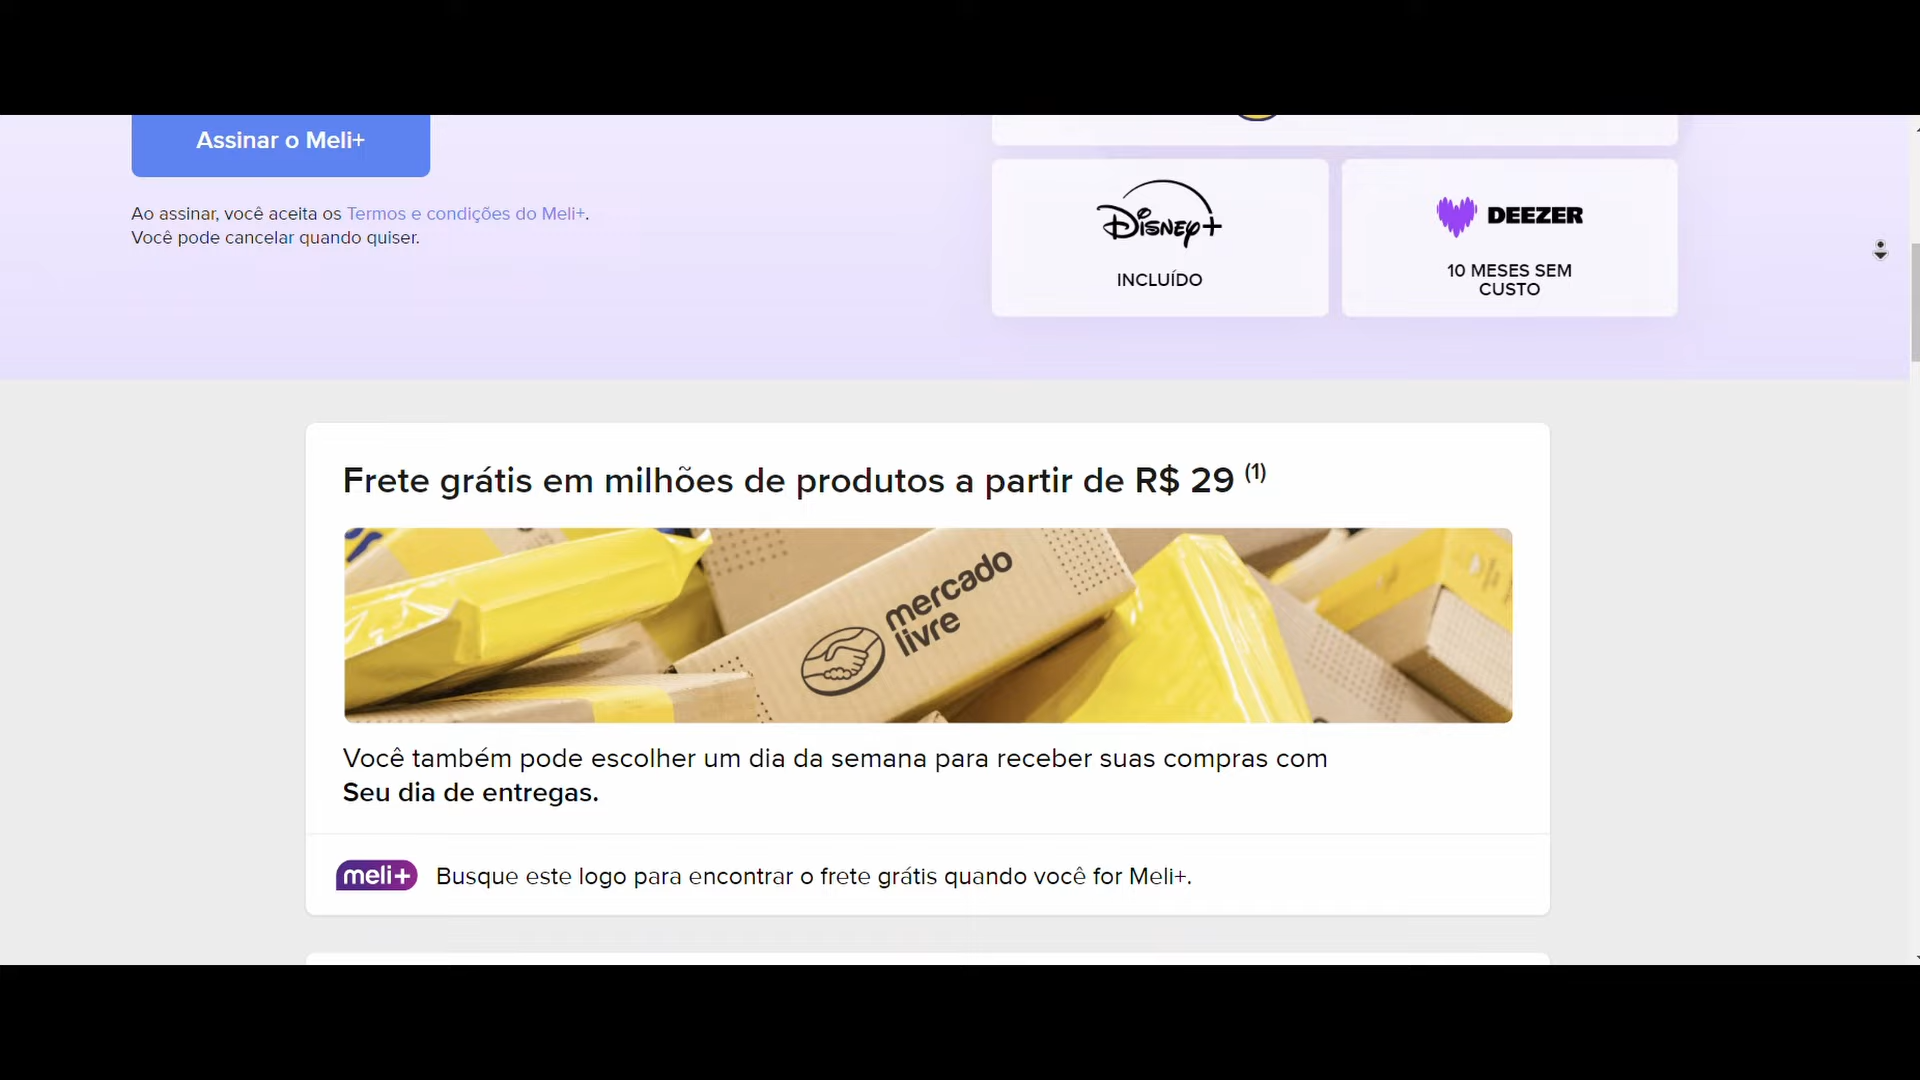 Assinar o Meli+
Ao assinar, você aceita os Termos e condições do Meli+.
Você pode cancelar quando quiser.
Disney+
INCLUÍDO
DEEZER
10 MESES SEM
CUSTO
Frete grátis em milhões de produtos a partir de R$ 29 (1)
mercado
livre
Você também pode escolher um dia da semana para receber suas compras com
Seu dia de entregas.
meli+
Busque este logo para encontrar o frete grátis quando você for Meli+.